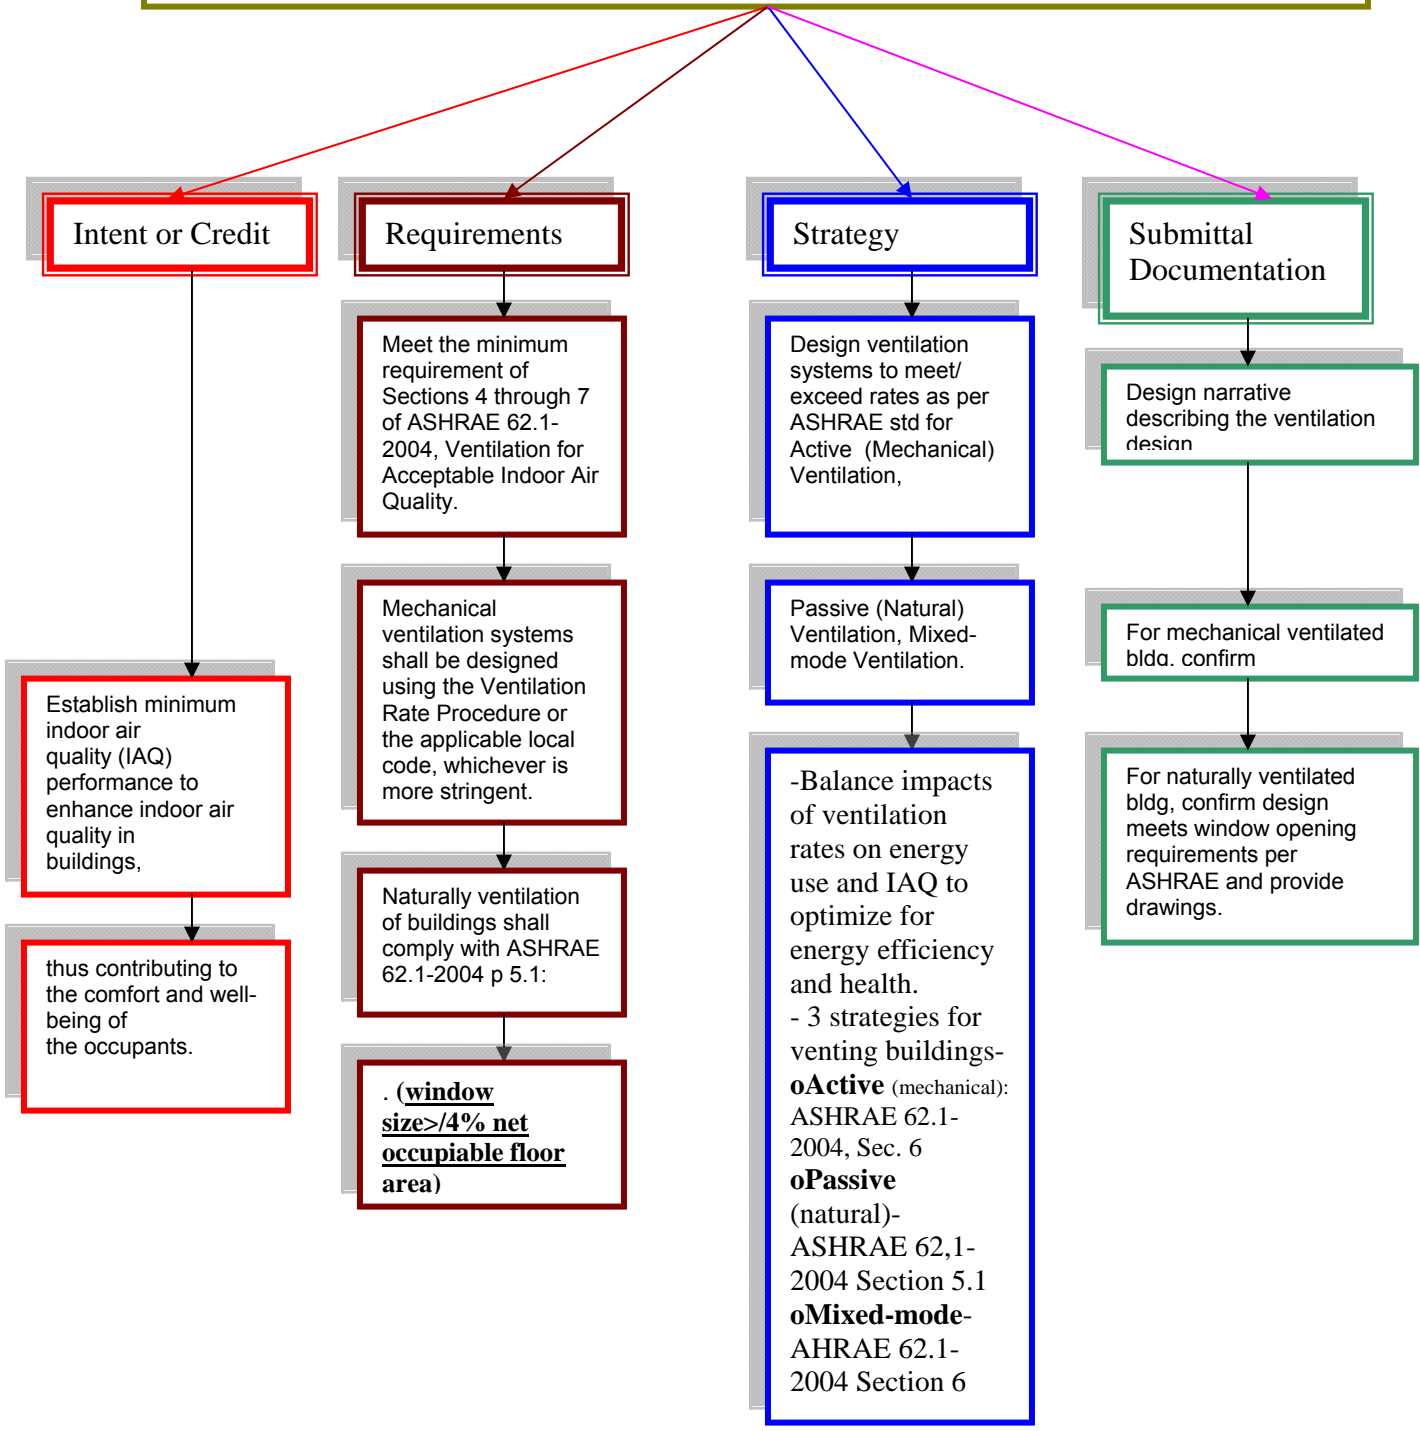 Intent or Credit
Establish minimum
indoor air
quality (IAQ)
performance to
enhance indoor air
quality in
buildings,
thus contributing to
the comfort and well-
being of
the occupants.
Requirements
Meet the minimum
requirement of
Sections 4 through 7
of ASHRAE 62.1-
2004, Ventilation for
Acceptable Indoor Air
Quality.
Mechanical
ventilation systems
shall be designed
using the Ventilation
Rate Procedure or
the applicable local
code, whichever is
more stringent.
Naturally ventilation
of buildings shall
comply with ASHRAE
62.1-2004 p 5.1:
. (window
size>/4% net
occupiable floor
area)
Strategy
Design ventilation
systems to meet/
exceed rates as per
ASHRAE std for
Active (Mechanical)
Ventilation,
Passive (Natural)
Ventilation, Mixed-
mode Ventilation.
-Balance impacts
of ventilation
rates on energy
use and IAQ to
optimize for
energy efficiency
and health.
- 3 strategies for
venting buildings-
oActive (mechanical):
ASHRAE 62.1-
2004, Sec. 6
oPassive
(natural)-
ASHRAE 62,1-
2004 Section 5.1
oMixed-mode-
AHRAE 62.1-
2004 Section 6
Submittal
Documentation
Design narrative
describing the ventilation
design
For mechanical ventilated
bldg, confirm
For naturally ventilated
bldg, confirm design
meets window opening
requirements per
ASHRAE and provide
drawings.